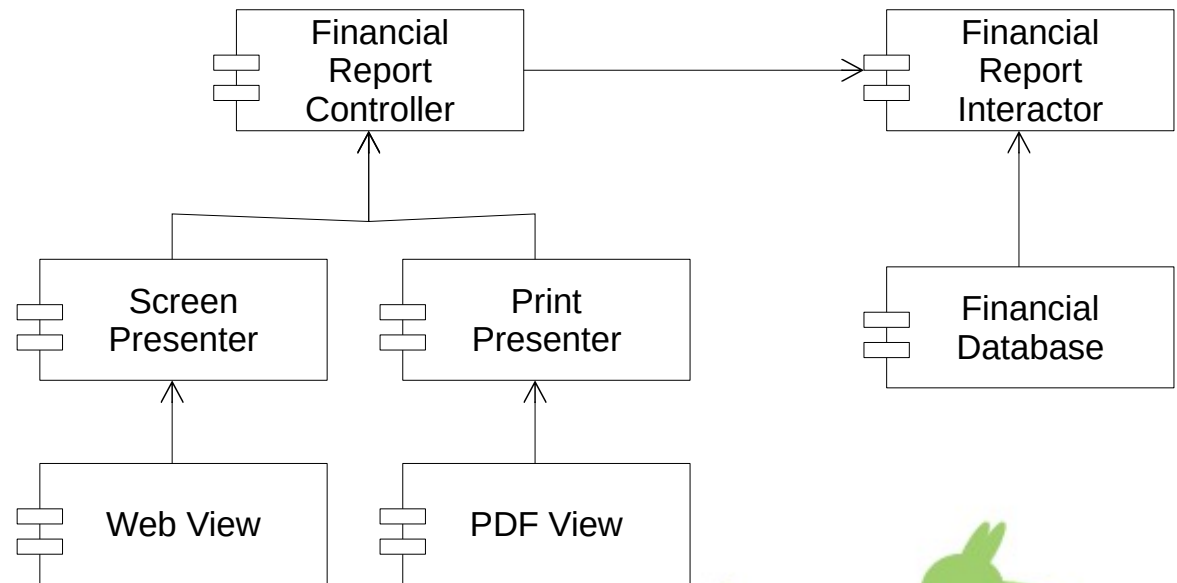 Financial
Report
Controller
Financial
Report
Interactor
Screen
Presenter
Print
Presenter
Financial
Database
Web View
PDF View